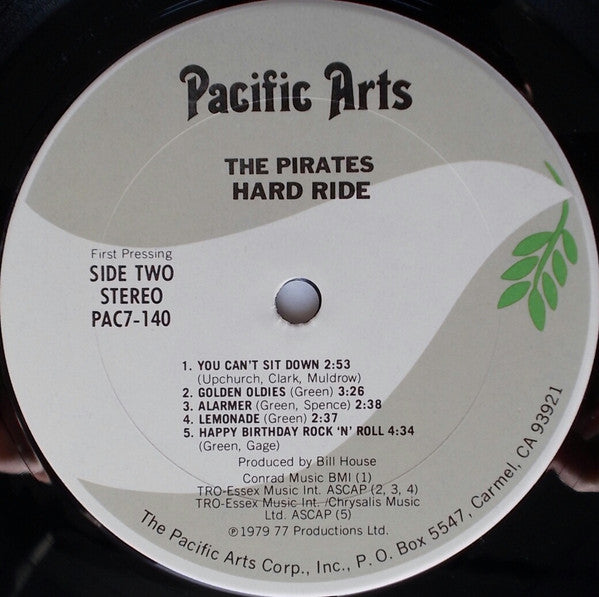 Pacific Arts
THE PIRATES
HARD RIDE
First Pressing
SIDE TWO
STEREO
PAC7-140
1. YOU CAN'T SIT DOWN 2:53
(Upchurch, Clark, Muldrow)
2. GOLDEN OLDIES (Green) 3:26
3. ALARMER (Green, Spence) 2:38
4. LEMONADE (Green) 2:37
5. HAPPY BIRTHDAY ROCK 'N' ROLL 4:34
(Green, Gage)
Produced by Bill House
Conrad Music BMI (1)
TRO-Essex Music Int. ASCAP (2, 3, 4)
TRO-Essex Music Int. /Chrysalis Music
Ltd. ASCAP (5)
℗1979 77 Productions Ltd.
The Pacific Arts Corp., Inc., P. O. Box 5547, Carmel, CA 93921